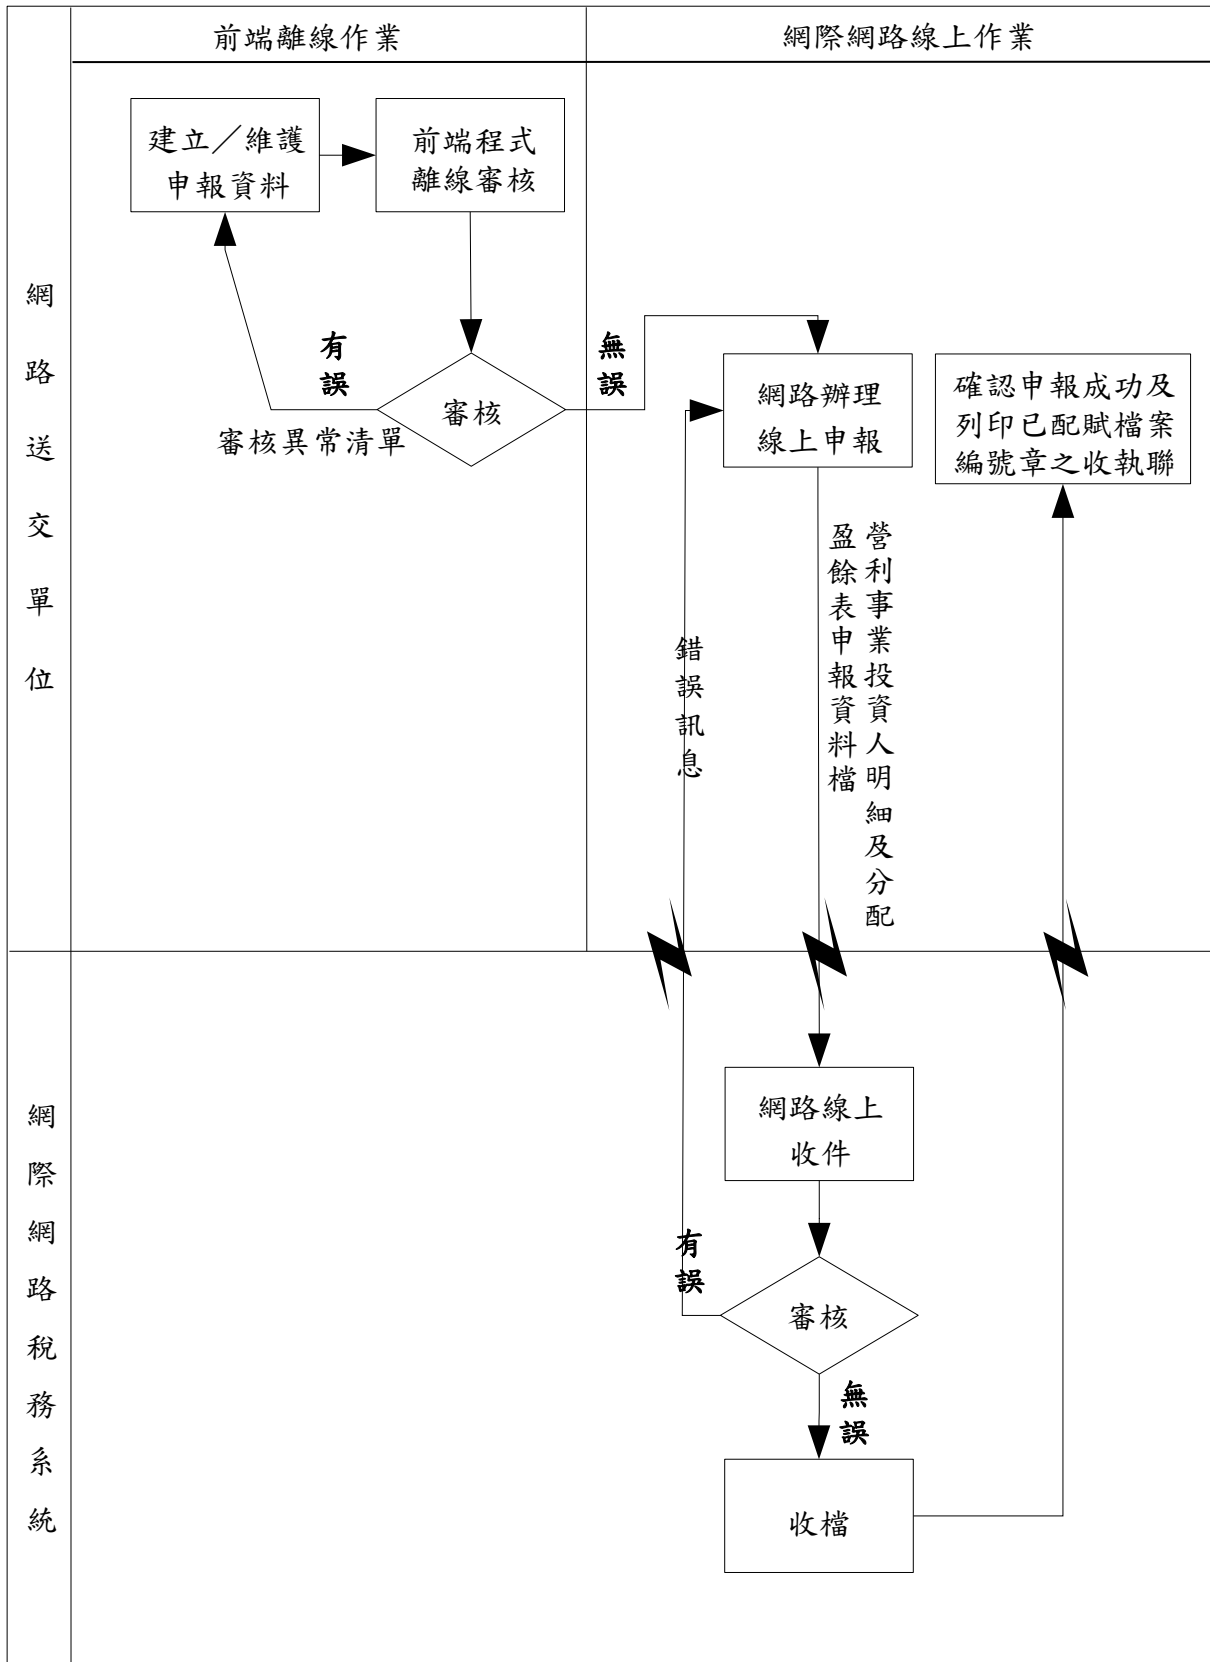 前端離線作業
網際網路線上作業
網路送交單位
建立／維護
申報資料
前端程式
離線審核
有誤
審核異常清單
審核
無誤
網路辦理
線上申報
確認申報成功及
列印已配賦檔案
編號章之收執聯
錯誤訊息
營利事業投資人明細及分配
盈餘表申報資料檔
網際網路稅務系統
網路線上
收件
有誤
審核
無誤
收檔